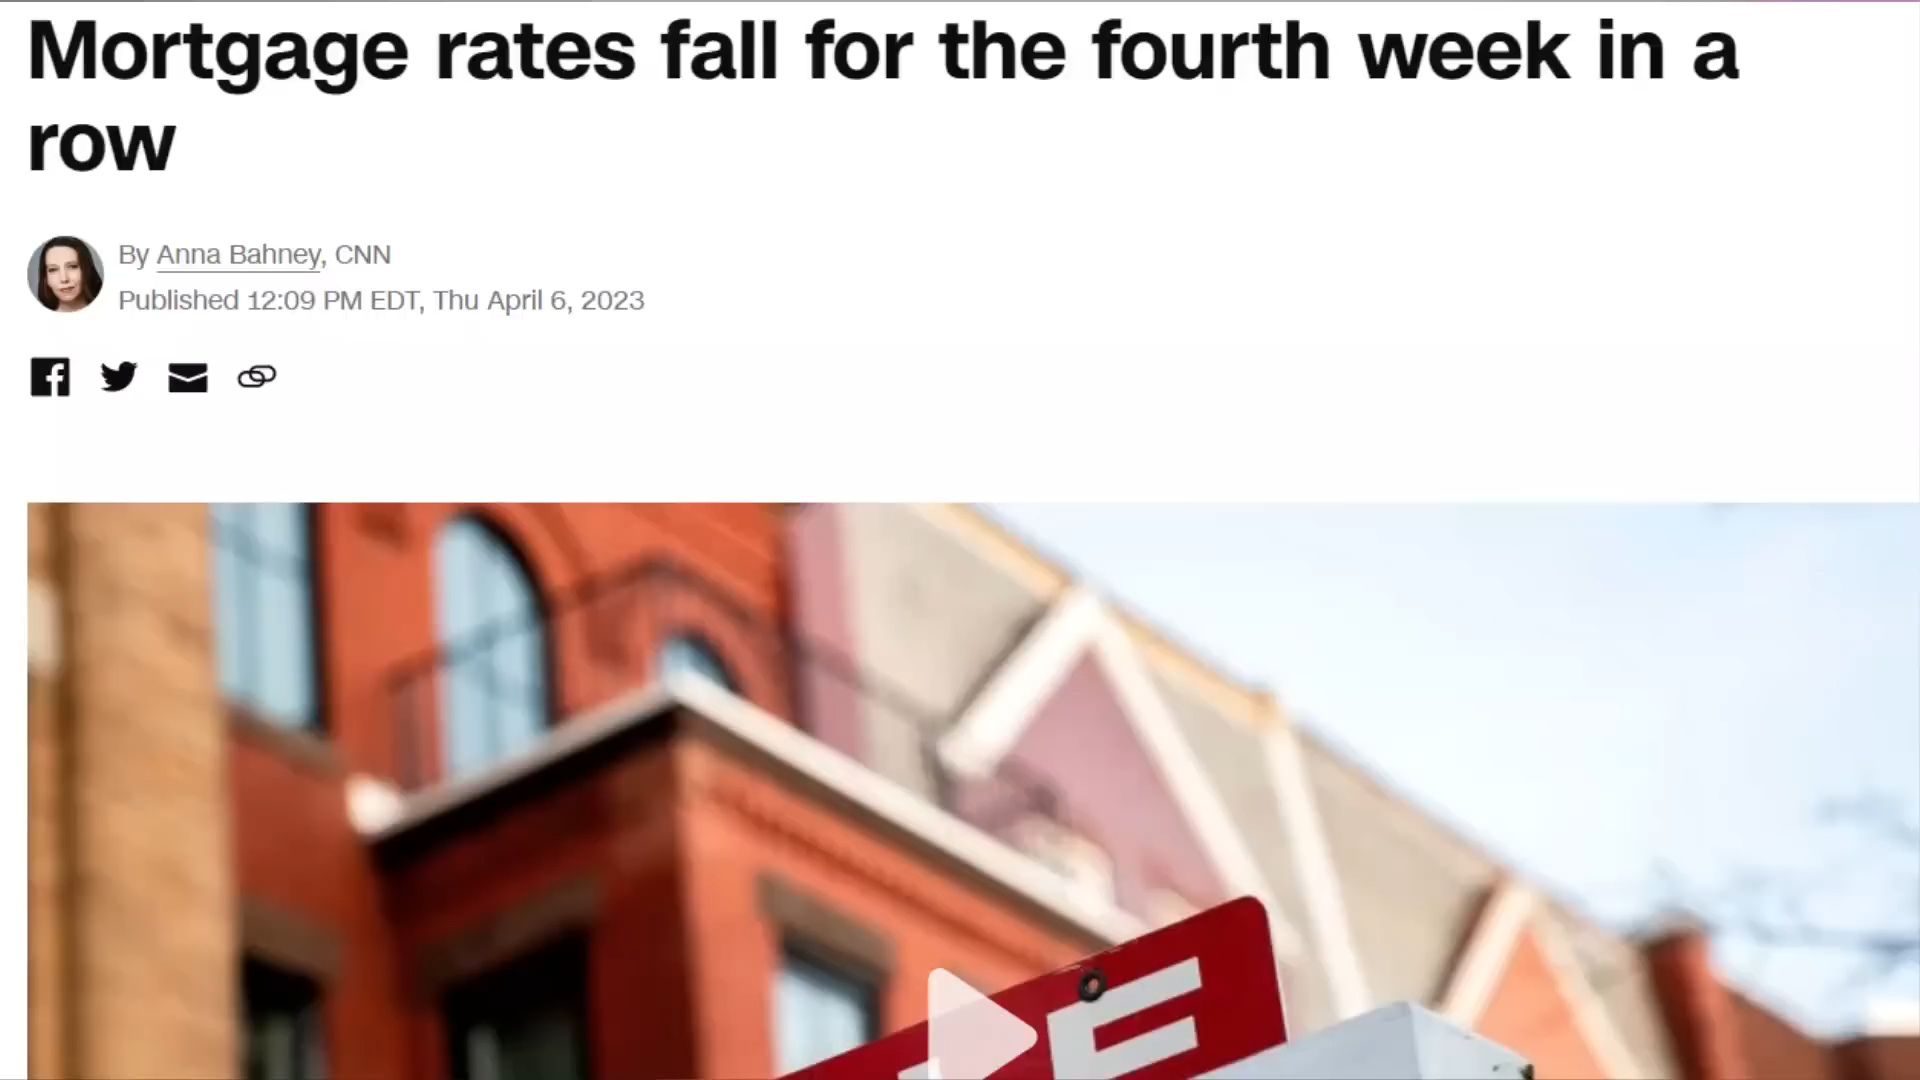 Mortgage rates fall for the fourth week in a
row
By Anna Bahney, CNN
Published 12:09 PM EDT, Thu April 6, 2023